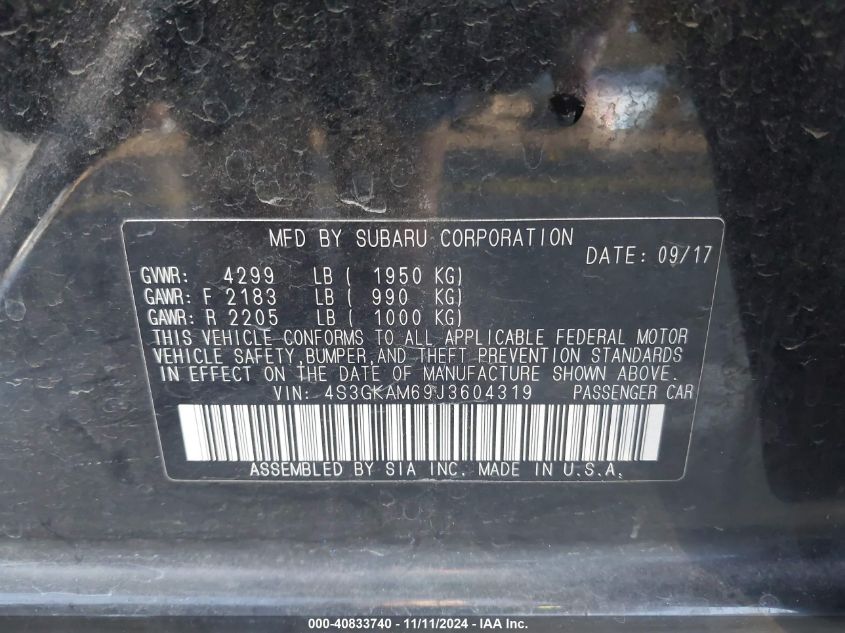 MFD BY SUBARU CORPORATION
DATE: 09/17
GVWR: 4299 LB ( 1950 KG)
GAWR: F 2183 LB ( 990 KG)
GAWR: R 2205 LB ( 1000 KG)
THIS VEHICLE CONFORMS TO ALL APPLICABLE FEDERAL MOTOR
VEHICLE SAFETY,BUMPER,AND THEFT PREVENTION STANDARDS
IN EFFECT ON THE DATE OF MANUFACTURE SHOWN ABOVE.
VIN: 4S3GKAM69J3604319 PASSENGER CAR
ASSEMBLED BY SIA INC. MADE IN U.S.A.
000-40833740 - 11/11/2024 - IAA Inc.